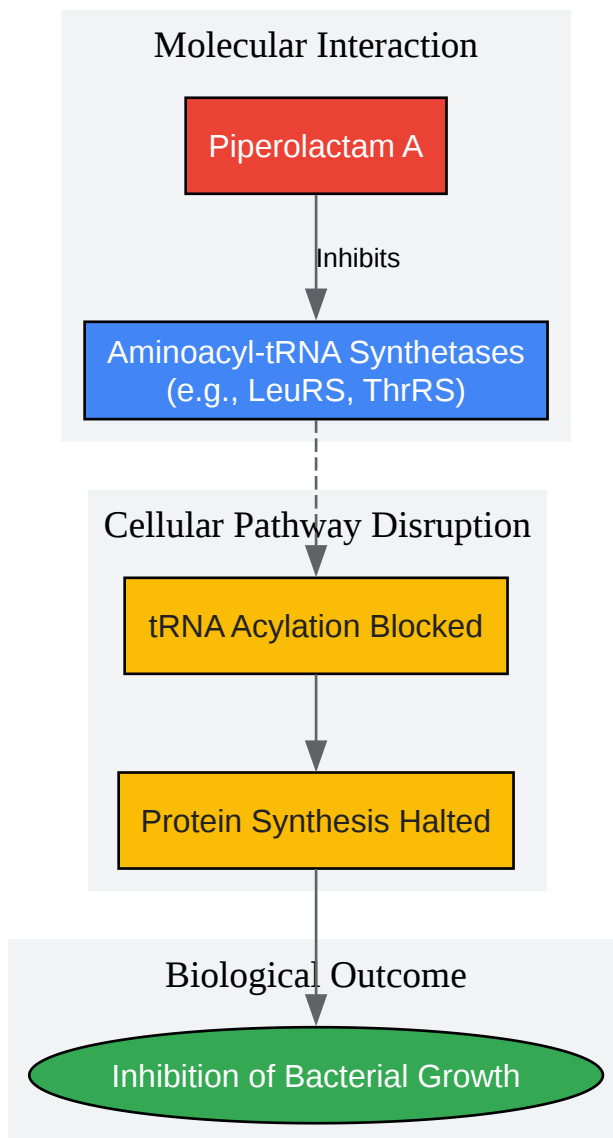 Molecular Interaction
Piperolactam A
Inhibits
Aminoacyl-tRNA Synthetases
(e.g., LeuRS, ThrRS)
Cellular Pathway Disruption
tRNA Acylation Blocked
Protein Synthesis Halted
Biological Outcome
Inhibition of Bacterial Growth